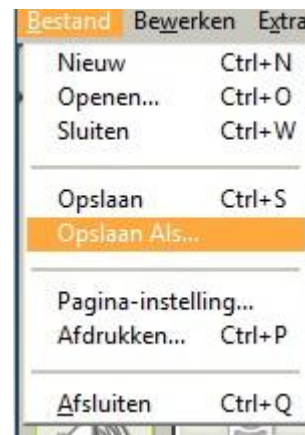 Bestand Bewerken Extra
Nieuw Ctrl+N
Openen... Ctrl+O
Sluiten Ctrl+W
Opslaan Ctrl+S
Opslaan Als...
Pagina-instelling...
Afdrukken... Ctrl+P
Afsluiten Ctrl+Q